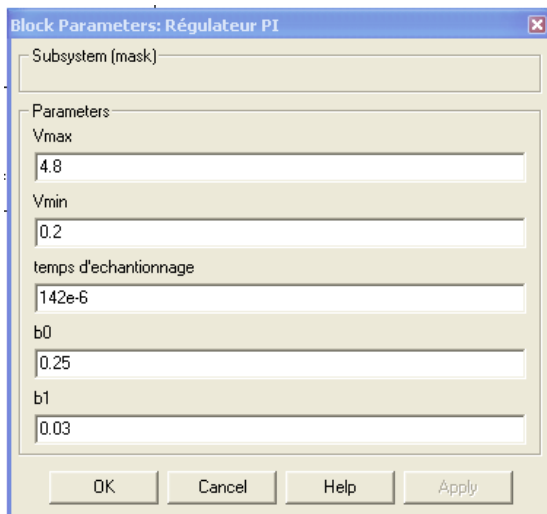 Block Parameters: Régulateur PI
Subsystem (mask)
Parameters
Vmax
4.8
Vmin
0.2
temps d'echantionnage
142e-6
b0
0.25
b1
0.03
OK Cancel Help Apply